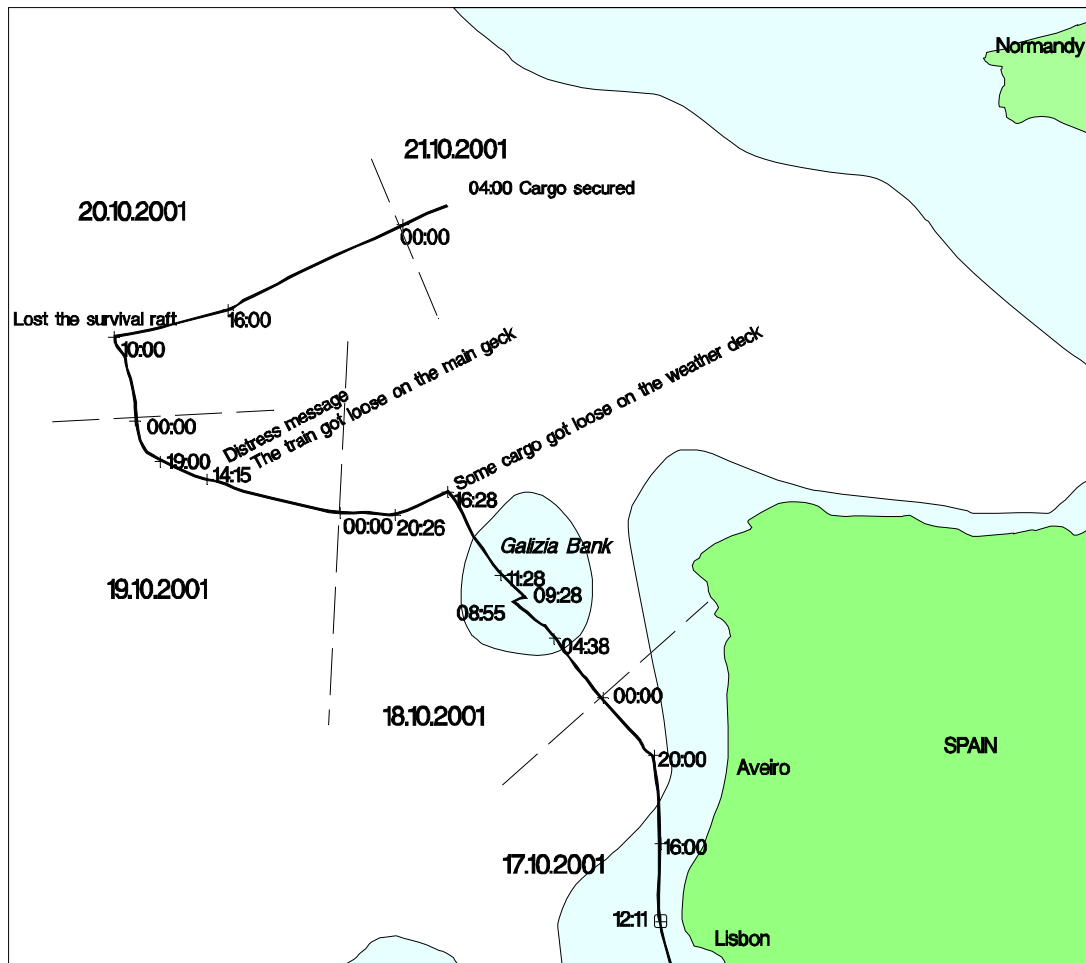 Normandy
21.10.2001
04:00 Cargo secured
20.10.2001
00:00
Lost the survival raft
16:00
10:00
Distress message
The train got loose on the main geck
Some cargo got loose on the weather deck
00:00
19:00
14:15
16:28
00:00
20:26
Galizia Bank
19.10.2001
11:28
09:28
08:55
04:38
00:00
18.10.2001
SPAIN
20:00
Aveiro
16:00
17.10.2001
12:11
Lisbon